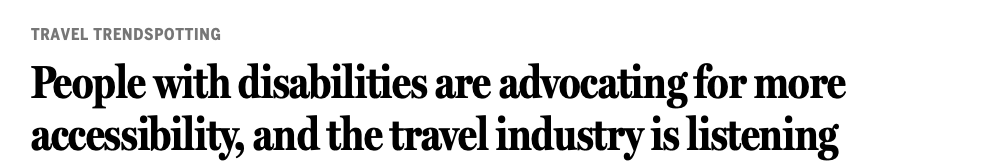 TRAVEL TRENDSPOTTING
People with disabilities are advocating for more
accessibility, and the travel industry is listening